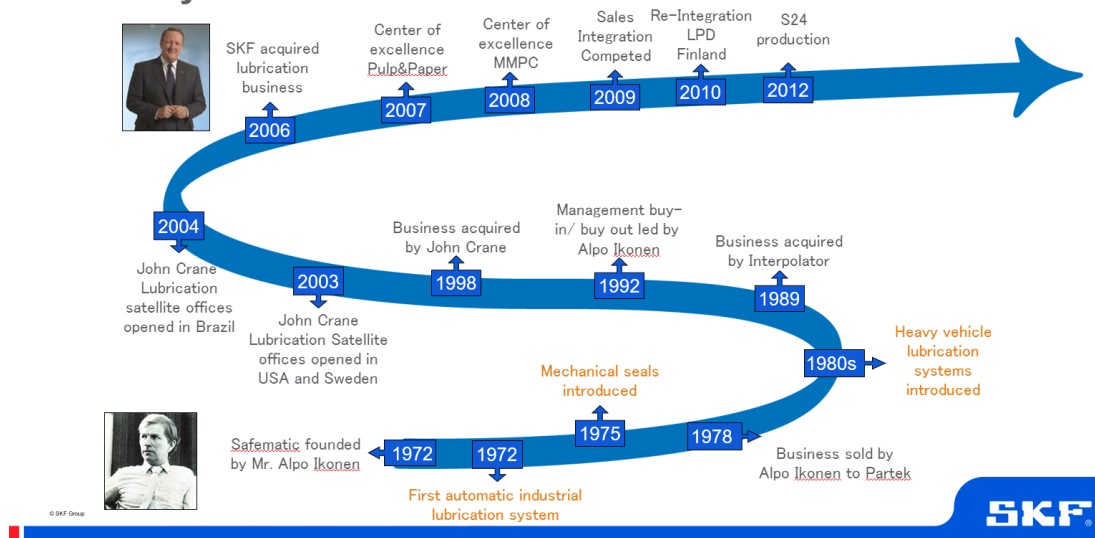 SKF acquired
lubrication
business
2006
Center of
excellence
Pulp&Paper
2007
Center of
excellence
MMPC
2008
Sales
Integration
Competed
2009
Re-Integration
LPD
Finland
2010
S24
production
2012
2004
John Crane
Lubrication
satellite offices
opened in Brazil
2003
John Crane
Lubrication Satellite
offices opened in
USA and Sweden
Business acquired
by John Crane
1998
Management buy-
in/ buy out led by
Alpo Ikonen
1992
Business acquired
by Interpolator
1989
1980s
Heavy vehicle
lubrication
systems
introduced
Mechanical seals
introduced
1975
1978
Business sold by
Alpo Ikonen to Partek
Safematic founded
by Mr. Alpo Ikonen
1972
1972
First automatic industrial
lubrication system
© SKF Group
SKF®